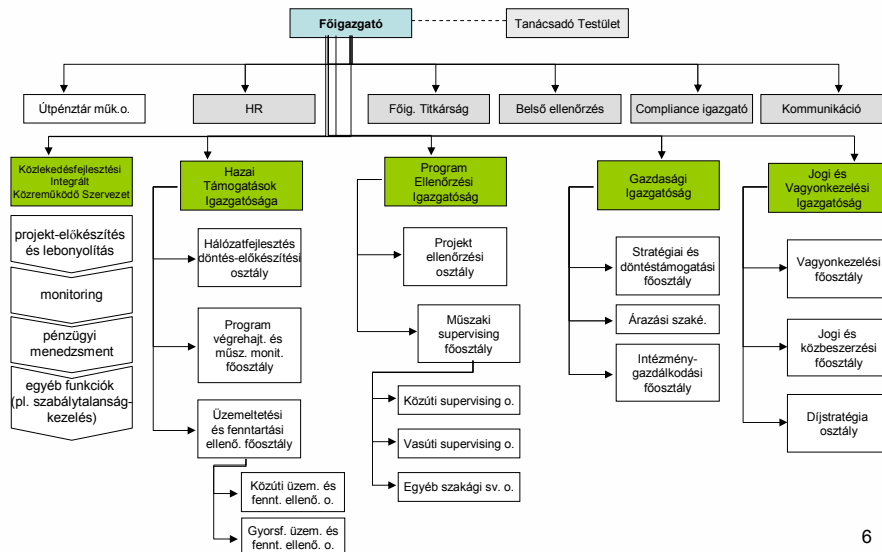 Főigazgató
Tanácsadó Testület
Útpénztár műk.o.
HR
Főig. Titkárság
Belső ellenőrzés
Compliance igazgató
Kommunikáció
Közlekedésfejlesztési
Integrált
Közreműködő Szervezet
projekt-előkészítés
és lebonyolítás
monitoring
pénzügyi
menedzsment
egyéb funkciók
(pl. szabálytalanság-
kezelés)
Hazai
Támogatások
Igazgatósága
Hálózatfejlesztés
döntés-előkészítési
osztály
Program
végrehajt. és
műsz. monit.
főosztály
Üzemeltetési
és fenntartási
ellenő. főosztály
Közúti üzem. és
fennt. ellenő. o.
Gyorsf. üzem. és
fennt. ellenő. o.
Program
Ellenőrzési
Igazgatóság
Projekt
ellenőrzési
osztály
Műszaki
supervising
főosztály
Közúti supervising o.
Vasúti supervising o.
Egyéb szakági sv. o.
Gazdasági
Igazgatóság
Stratégiai és
döntéstámogatási
főosztály
Árazási szaké.
Intézmény-
gazdálkodási
főosztály
Jogi és
Vagyonkezelési
Igazgatóság
Vagyonkezelési
főosztály
Jogi és
közbeszerzési
főosztály
Díjstratégia
osztály
6